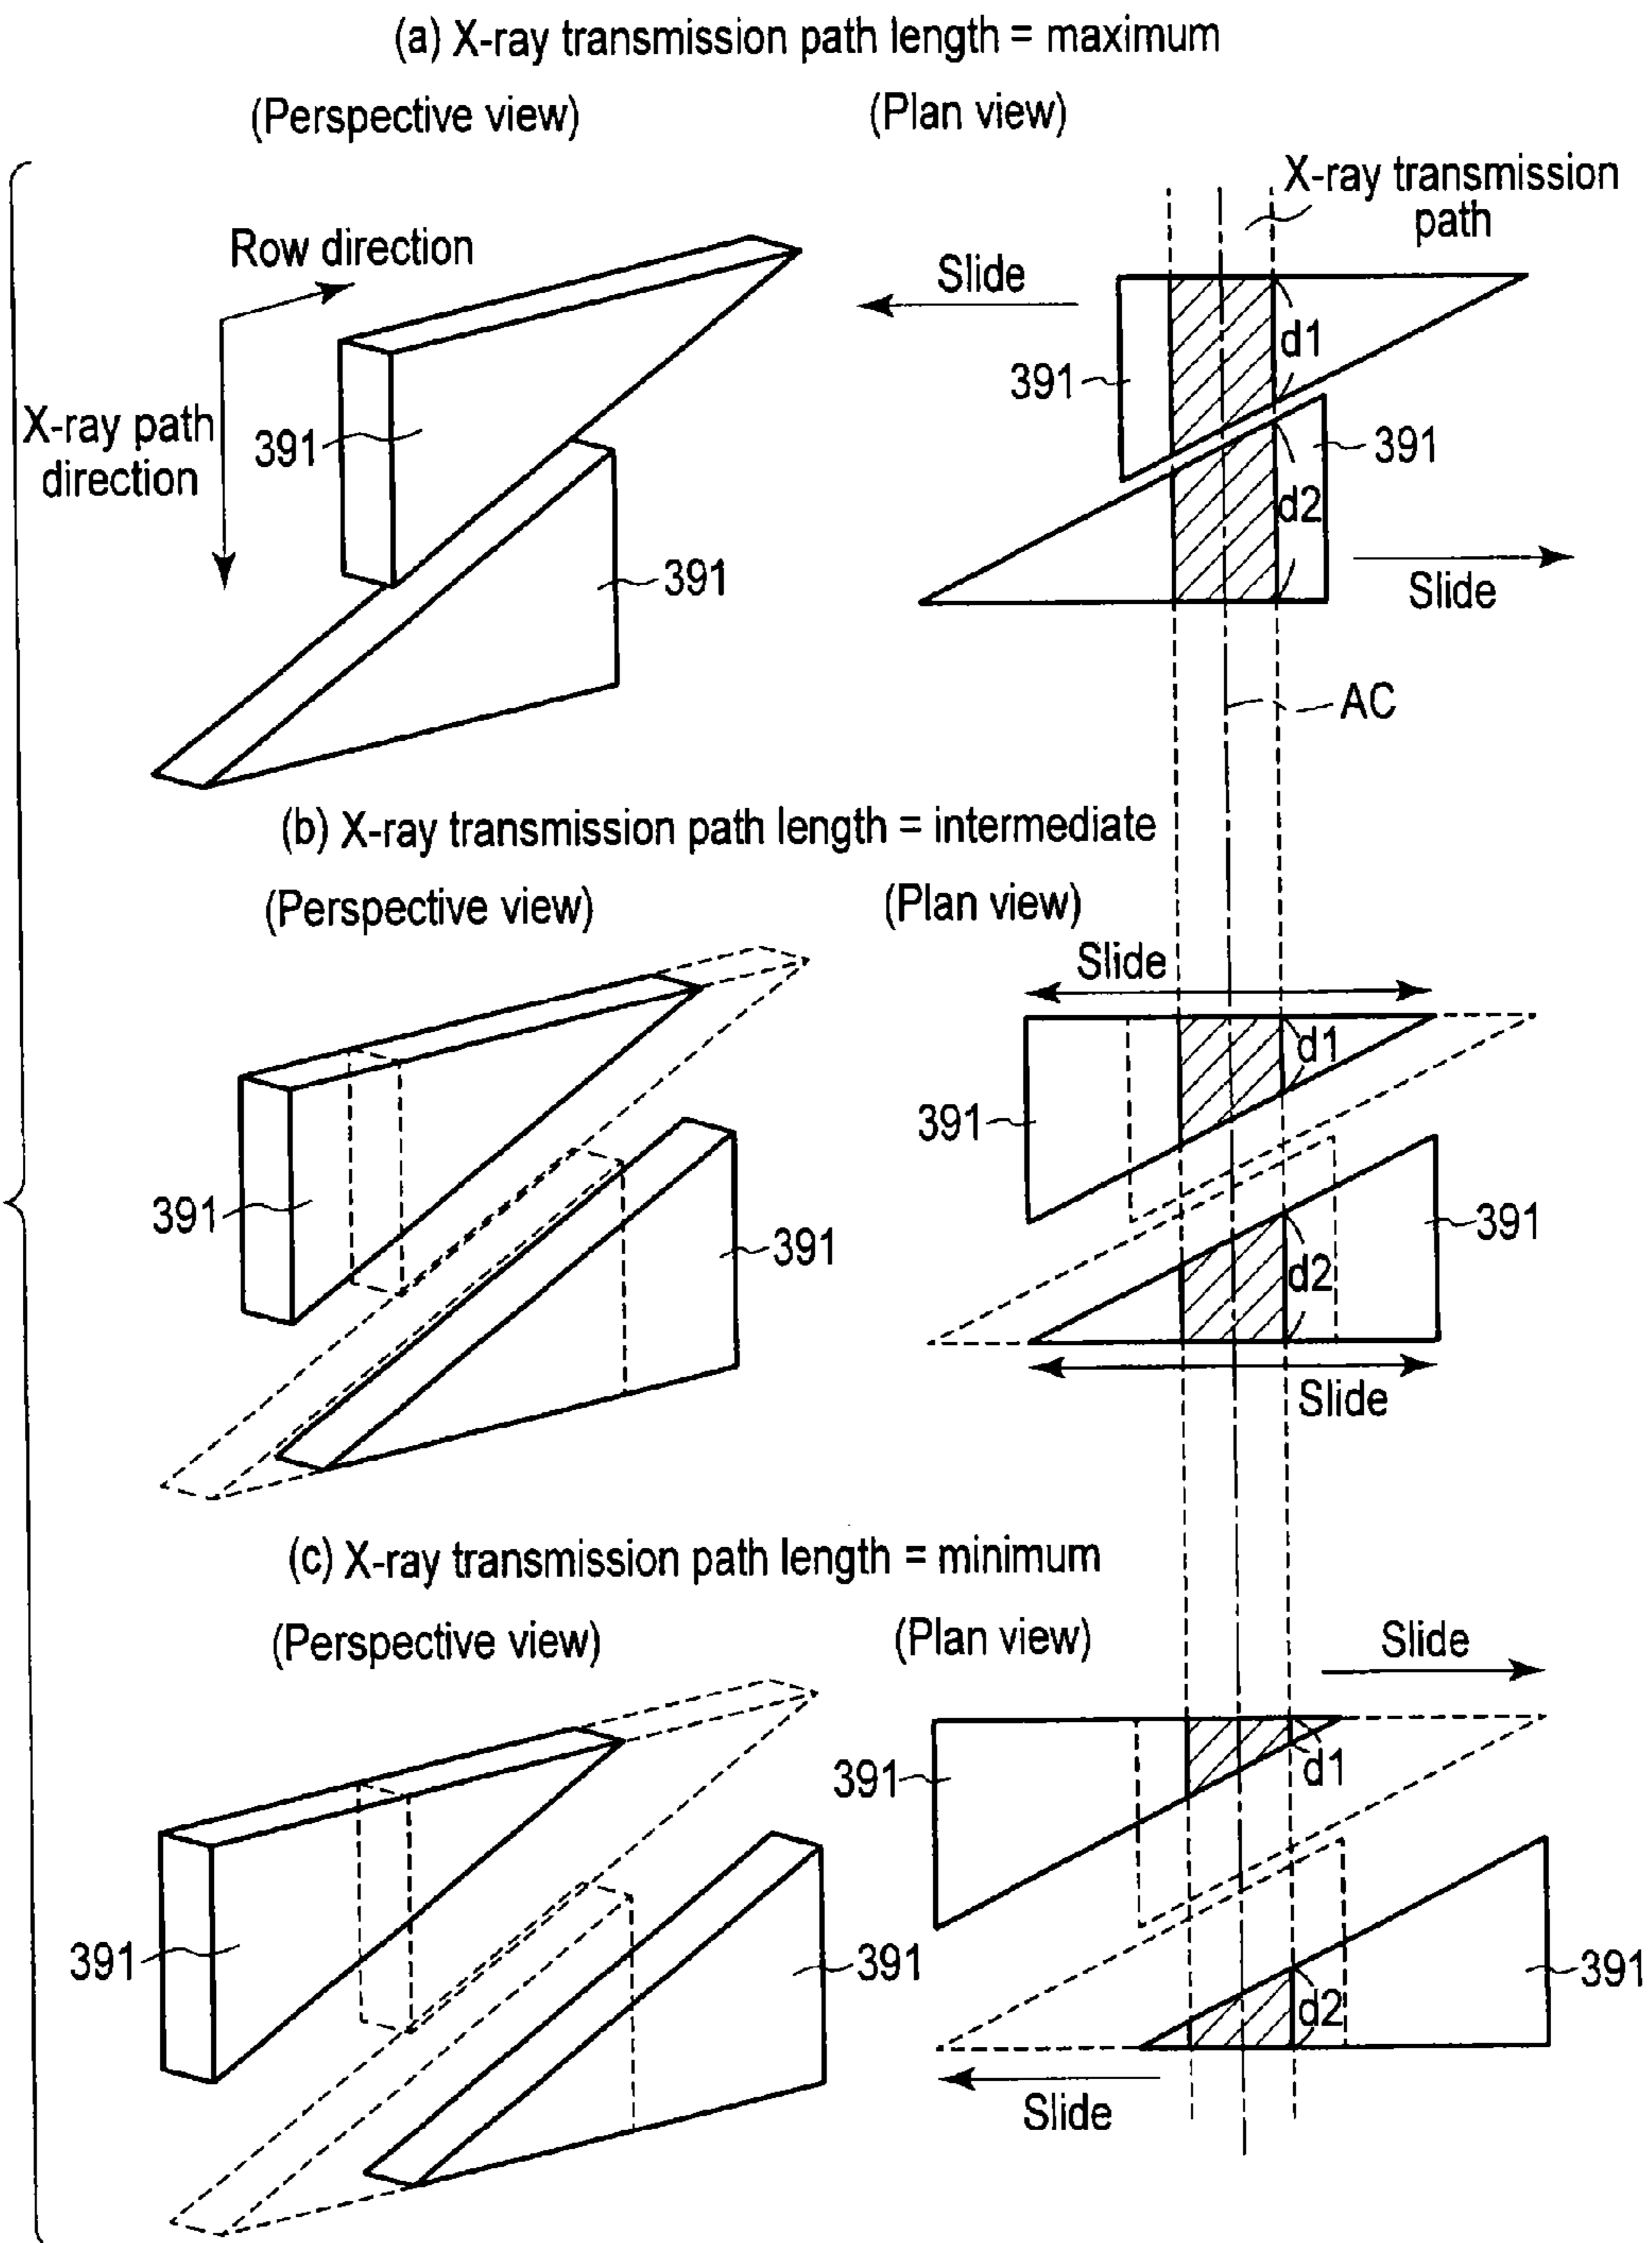 (a) X-ray transmission path length = maximum
(Perspective view)
(Plan view)
X-ray transmission
path
Row direction
Slide
X-ray path
direction
391
391
391
391
d1
d2
Slide
AC
(b) X-ray transmission path length = intermediate
(Perspective view)
(Plan view)
Slide
d1
391
391
391
391
d2
Slide
(c) X-ray transmission path length = minimum
(Perspective view)
(Plan view)
Slide
391
d1
391
391
391
d2
Slide